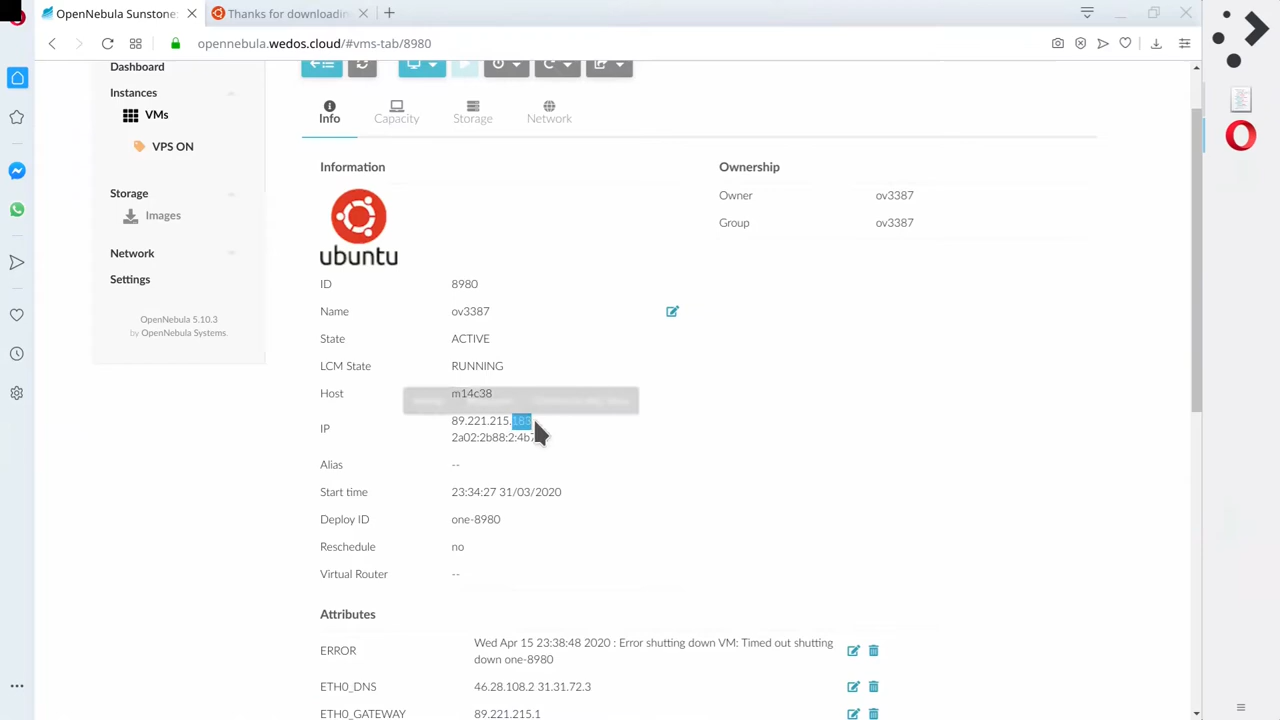 OpenNebula Sunstone:
Thanks for downloadin
opennebula.wedos.cloud/#vms-tab/8980
Dashboard
Instances
VMs
VPS ON
Storage
Images
Network
Settings
OpenNebula 5.10.3
by OpenNebula Systems.
Info
Capacity
Storage
Network
Information
ubuntu
ID 8980
Name ov3387
State ACTIVE
LCM State RUNNING
Host m14c38
IP 89.221.215.183
2a02:2b88:2:4b7
Alias --
Start time 23:34:27 31/03/2020
Deploy ID one-8980
Reschedule no
Virtual Router --
Ownership
Owner ov3387
Group ov3387
Attributes
ERROR Wed Apr 15 23:38:48 2020 : Error shutting down VM: Timed out shutting
down one-8980
ETH0_DNS 46.28.108.2 31.31.72.3
ETH0_GATEWAY 89.221.215.1